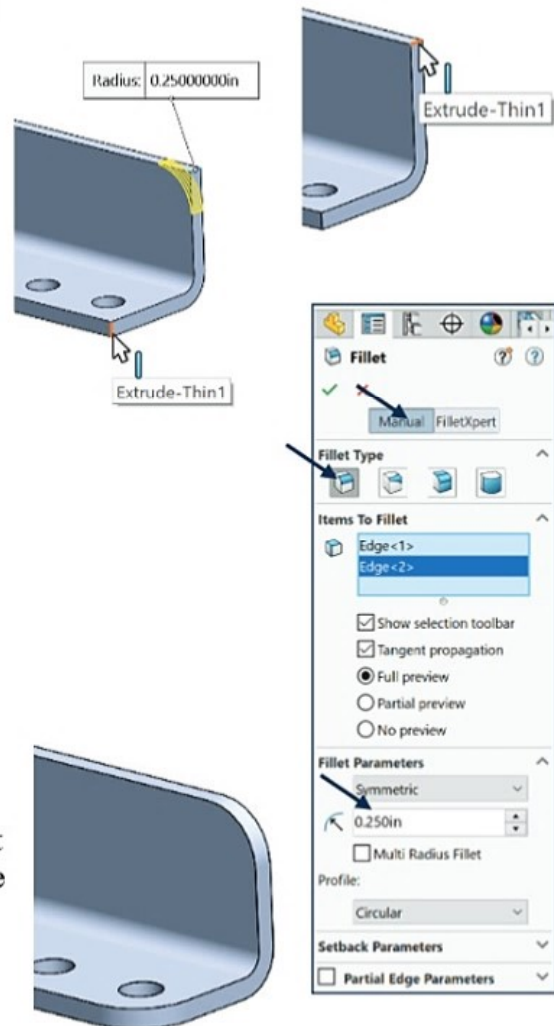 Radius: 0.25000000in
Extrude-Thin1
Extrude-Thin1
Fillet
Manual FilletXpert
Fillet Type
Items To Fillet
Edge<1>
Edge<2>
Show selection toolbar
Tangent propagation
Full preview
Partial preview
No preview
Fillet Parameters
Symmetric
0.250in
Multi Radius Fillet
Profile:
Circular
Setback Parameters
Partial Edge Parameters